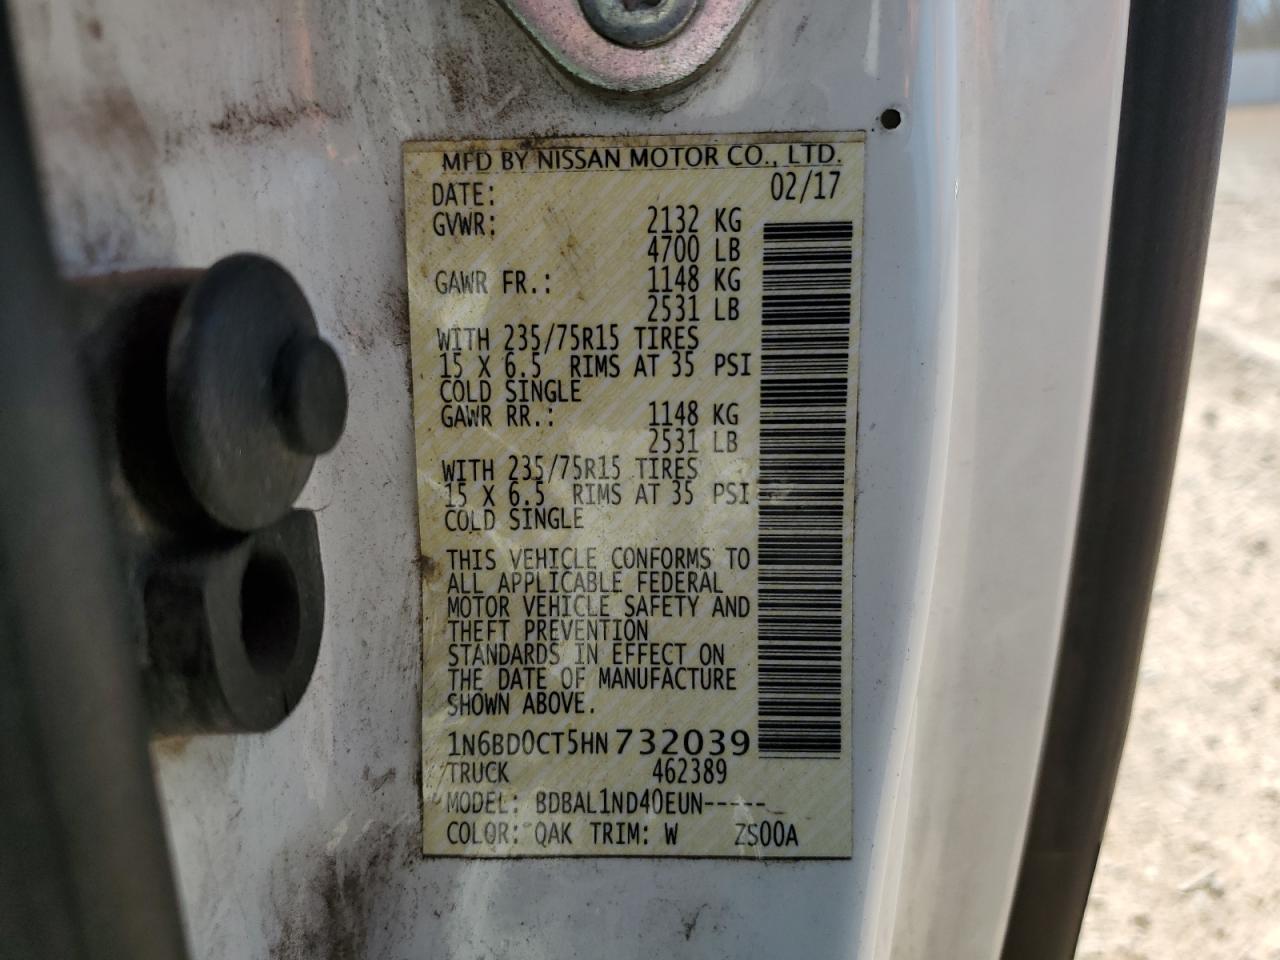 MFD BY NISSAN MOTOR CO., LTD.
DATE: 02/17
GVWR: 2132 KG
4700 LB
GAWR FR.: 1148 KG
2531 LB
WITH 235/75R15 TIRES
15 X 6.5 RIMS AT 35 PSI
COLD SINGLE
GAWR RR.: 1148 KG
2531 LB
WITH 235/75R15 TIRES
15 X 6.5 RIMS AT 35 PSI
COLD SINGLE
THIS VEHICLE CONFORMS TO
ALL APPLICABLE FEDERAL
MOTOR VEHICLE SAFETY AND
THEFT PREVENTION
STANDARDS IN EFFECT ON
THE DATE OF MANUFACTURE
SHOWN ABOVE.
1N6BD0CT5HN732039
TRUCK 462389
MODEL: BDBAL1ND40EUN-----
COLOR: QAK TRIM: W ZS00A